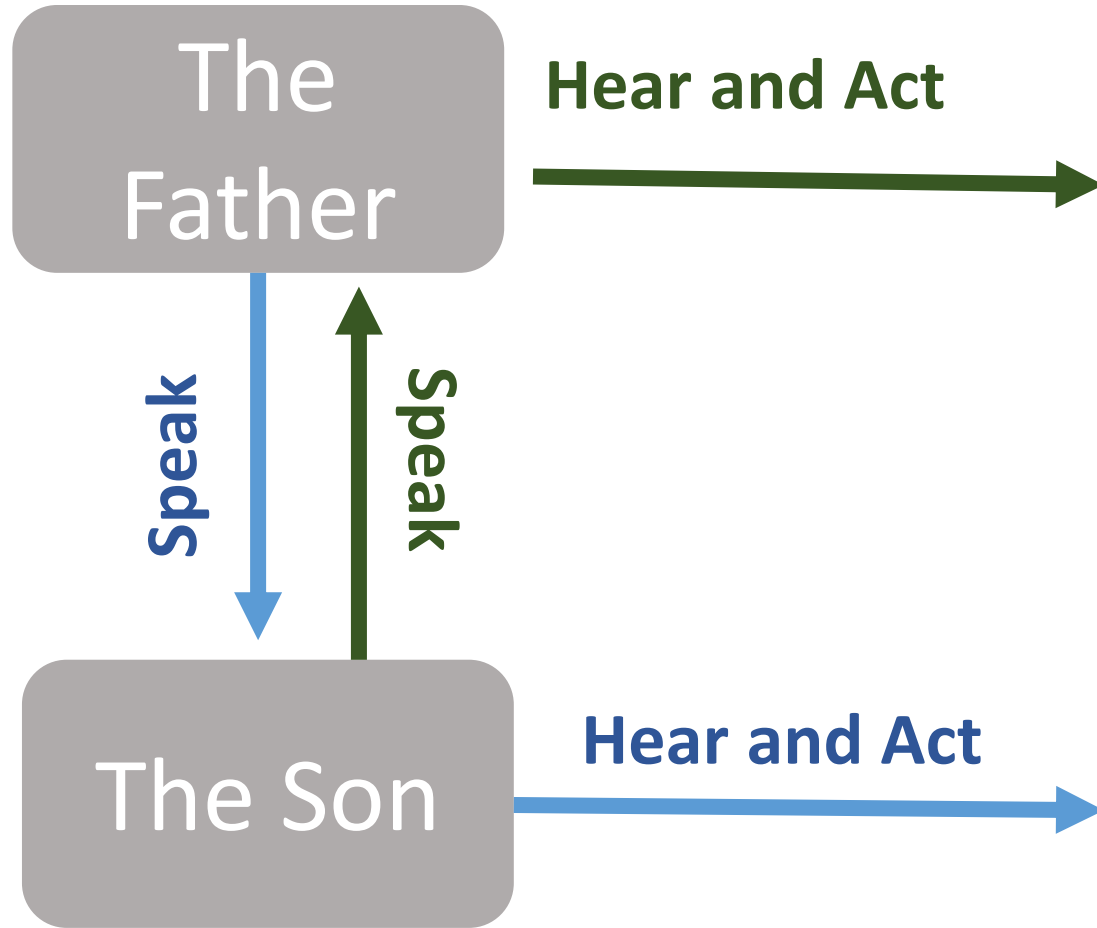 The
Father
Hear and Act
Speak
Speak
The Son
Hear and Act